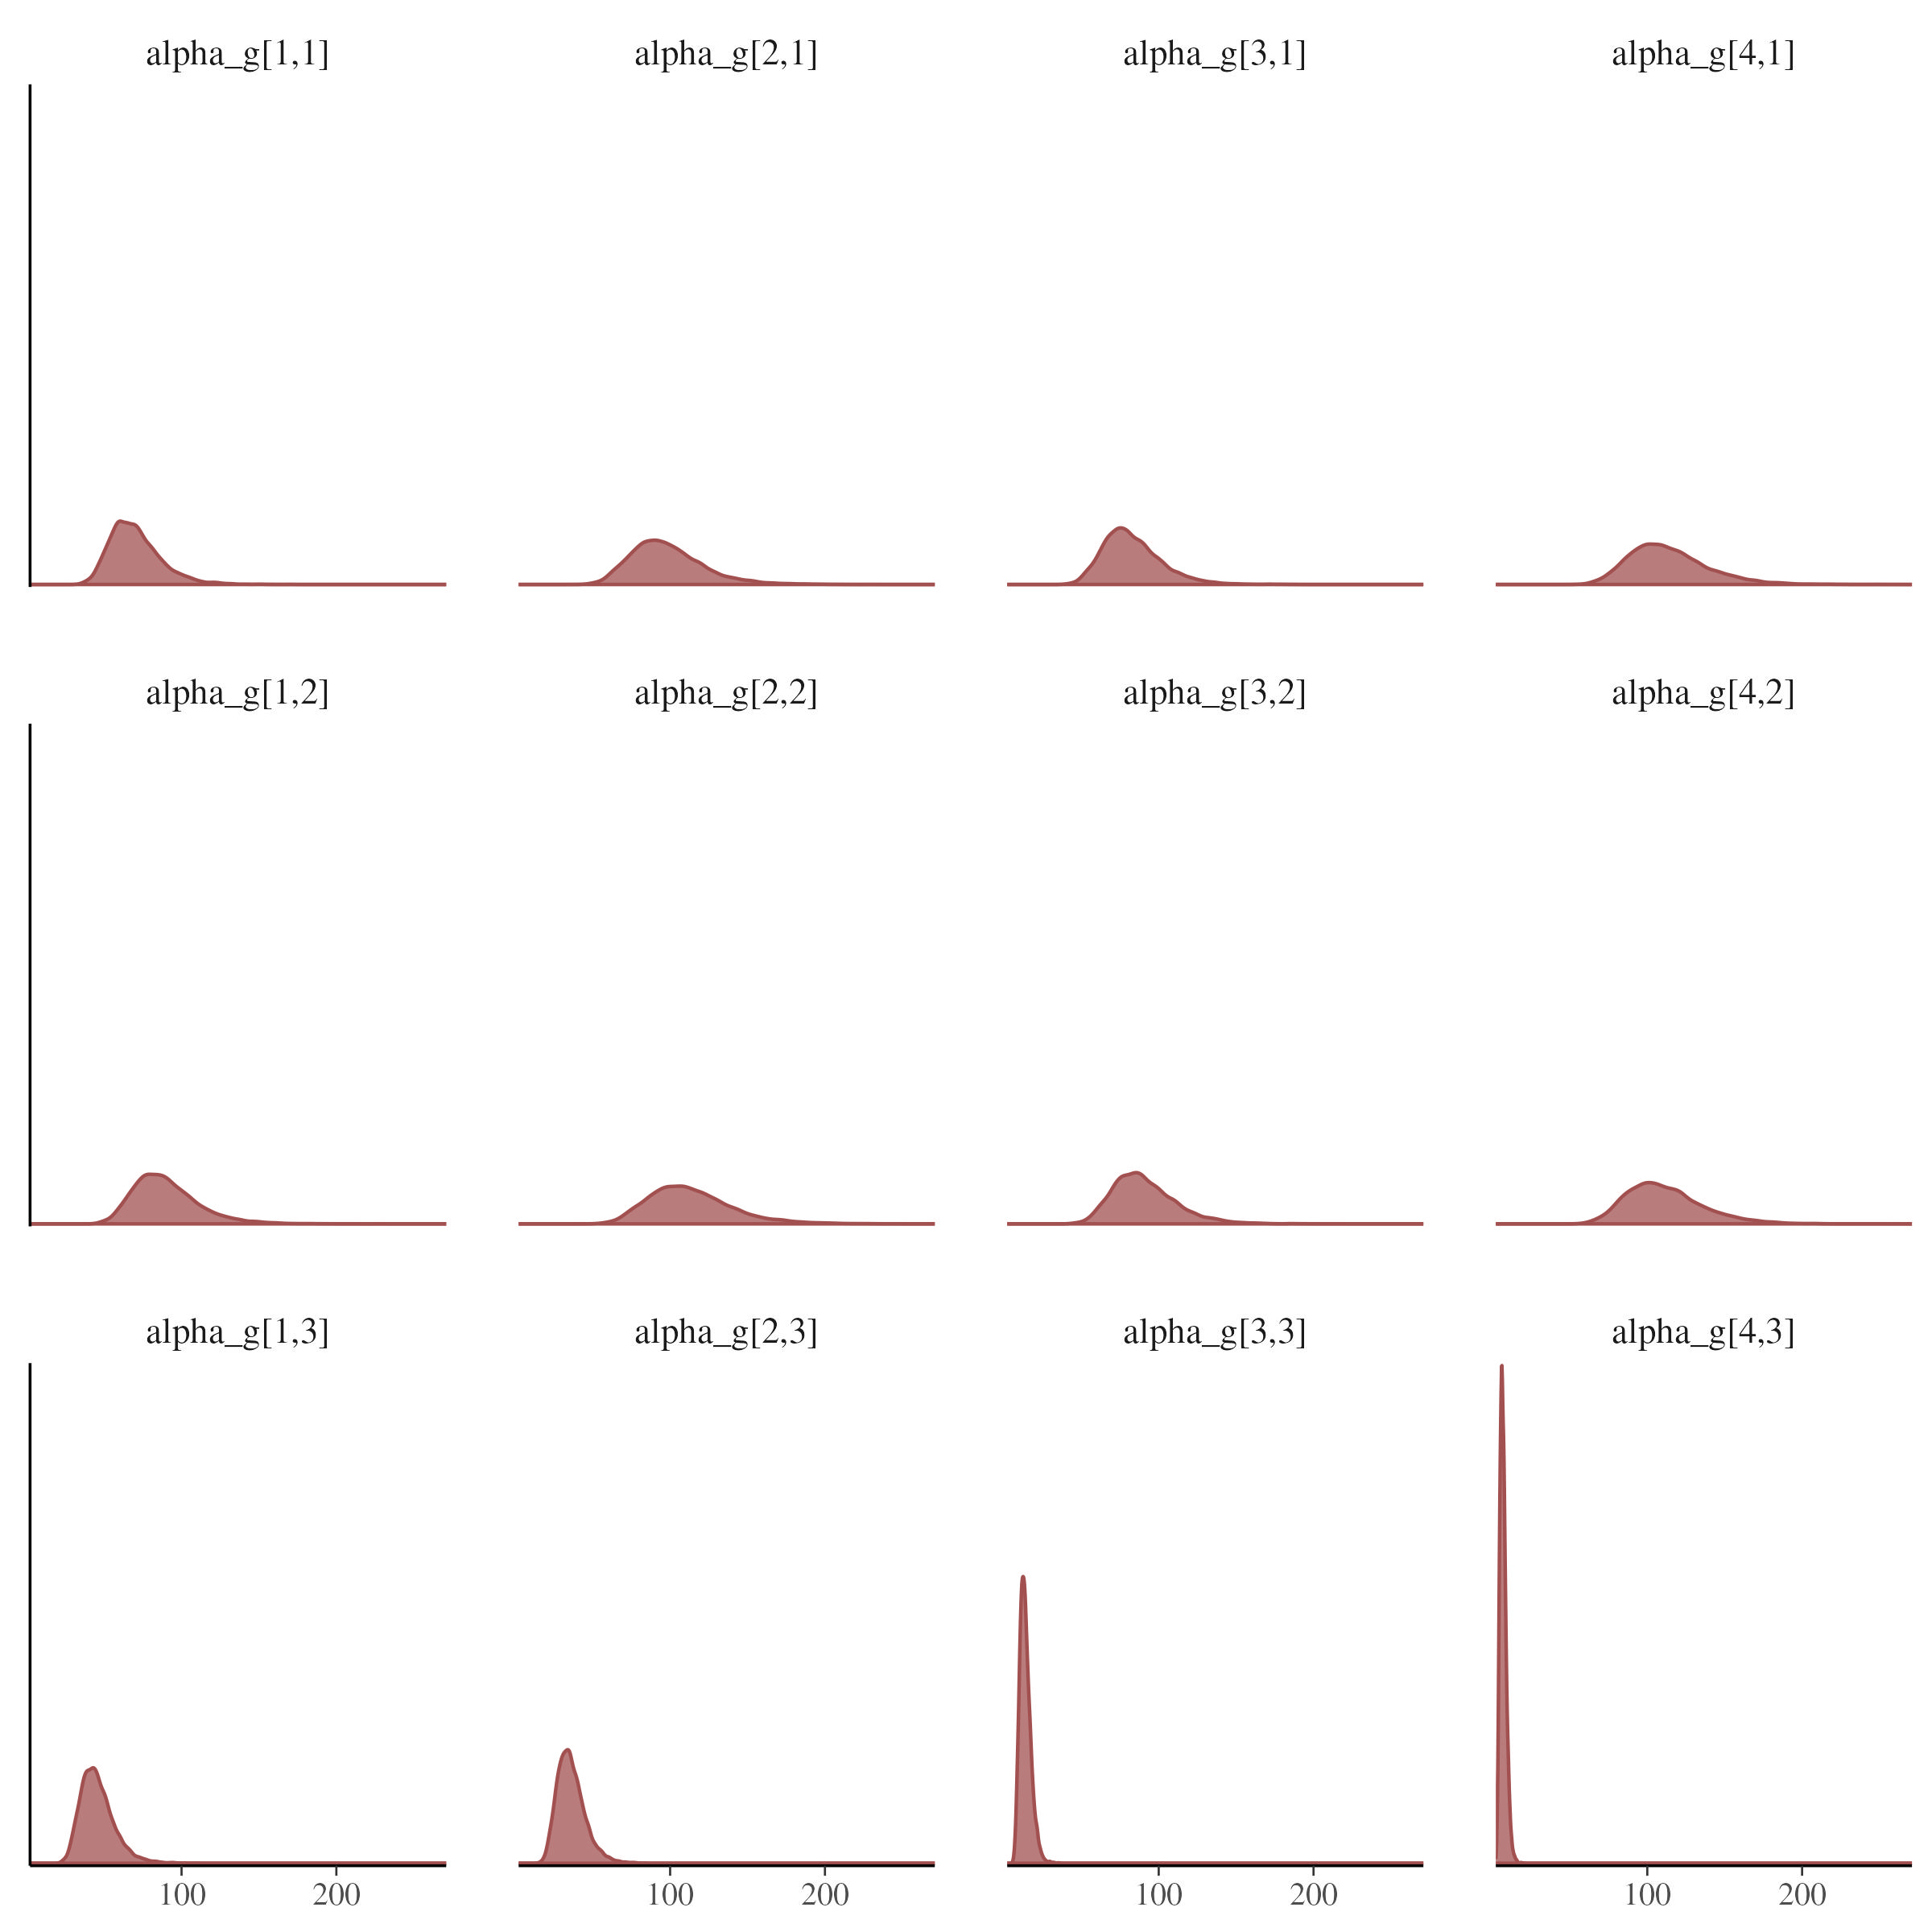 alpha_g[1,1] alpha_g[2,1] alpha_g[3,1] alpha_g[4,1]
alpha_g[1,2] alpha_g[2,2] alpha_g[3,2] alpha_g[4,2]
alpha_g[1,3] alpha_g[2,3] alpha_g[3,3] alpha_g[4,3]
100 200 100 200 100 200 100 200